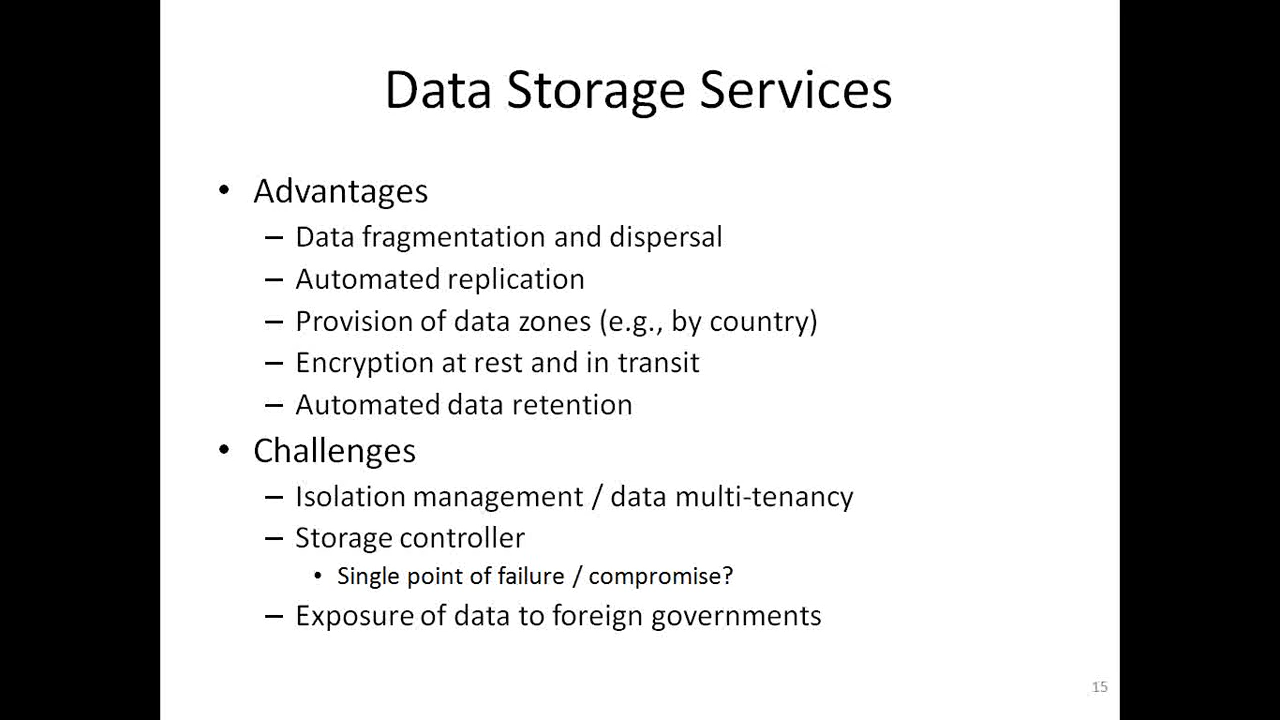 Data Storage Services
• Advantages
– Data fragmentation and dispersal
– Automated replication
– Provision of data zones (e.g., by country)
– Encryption at rest and in transit
– Automated data retention
• Challenges
– Isolation management / data multi-tenancy
– Storage controller
• Single point of failure / compromise?
– Exposure of data to foreign governments
15